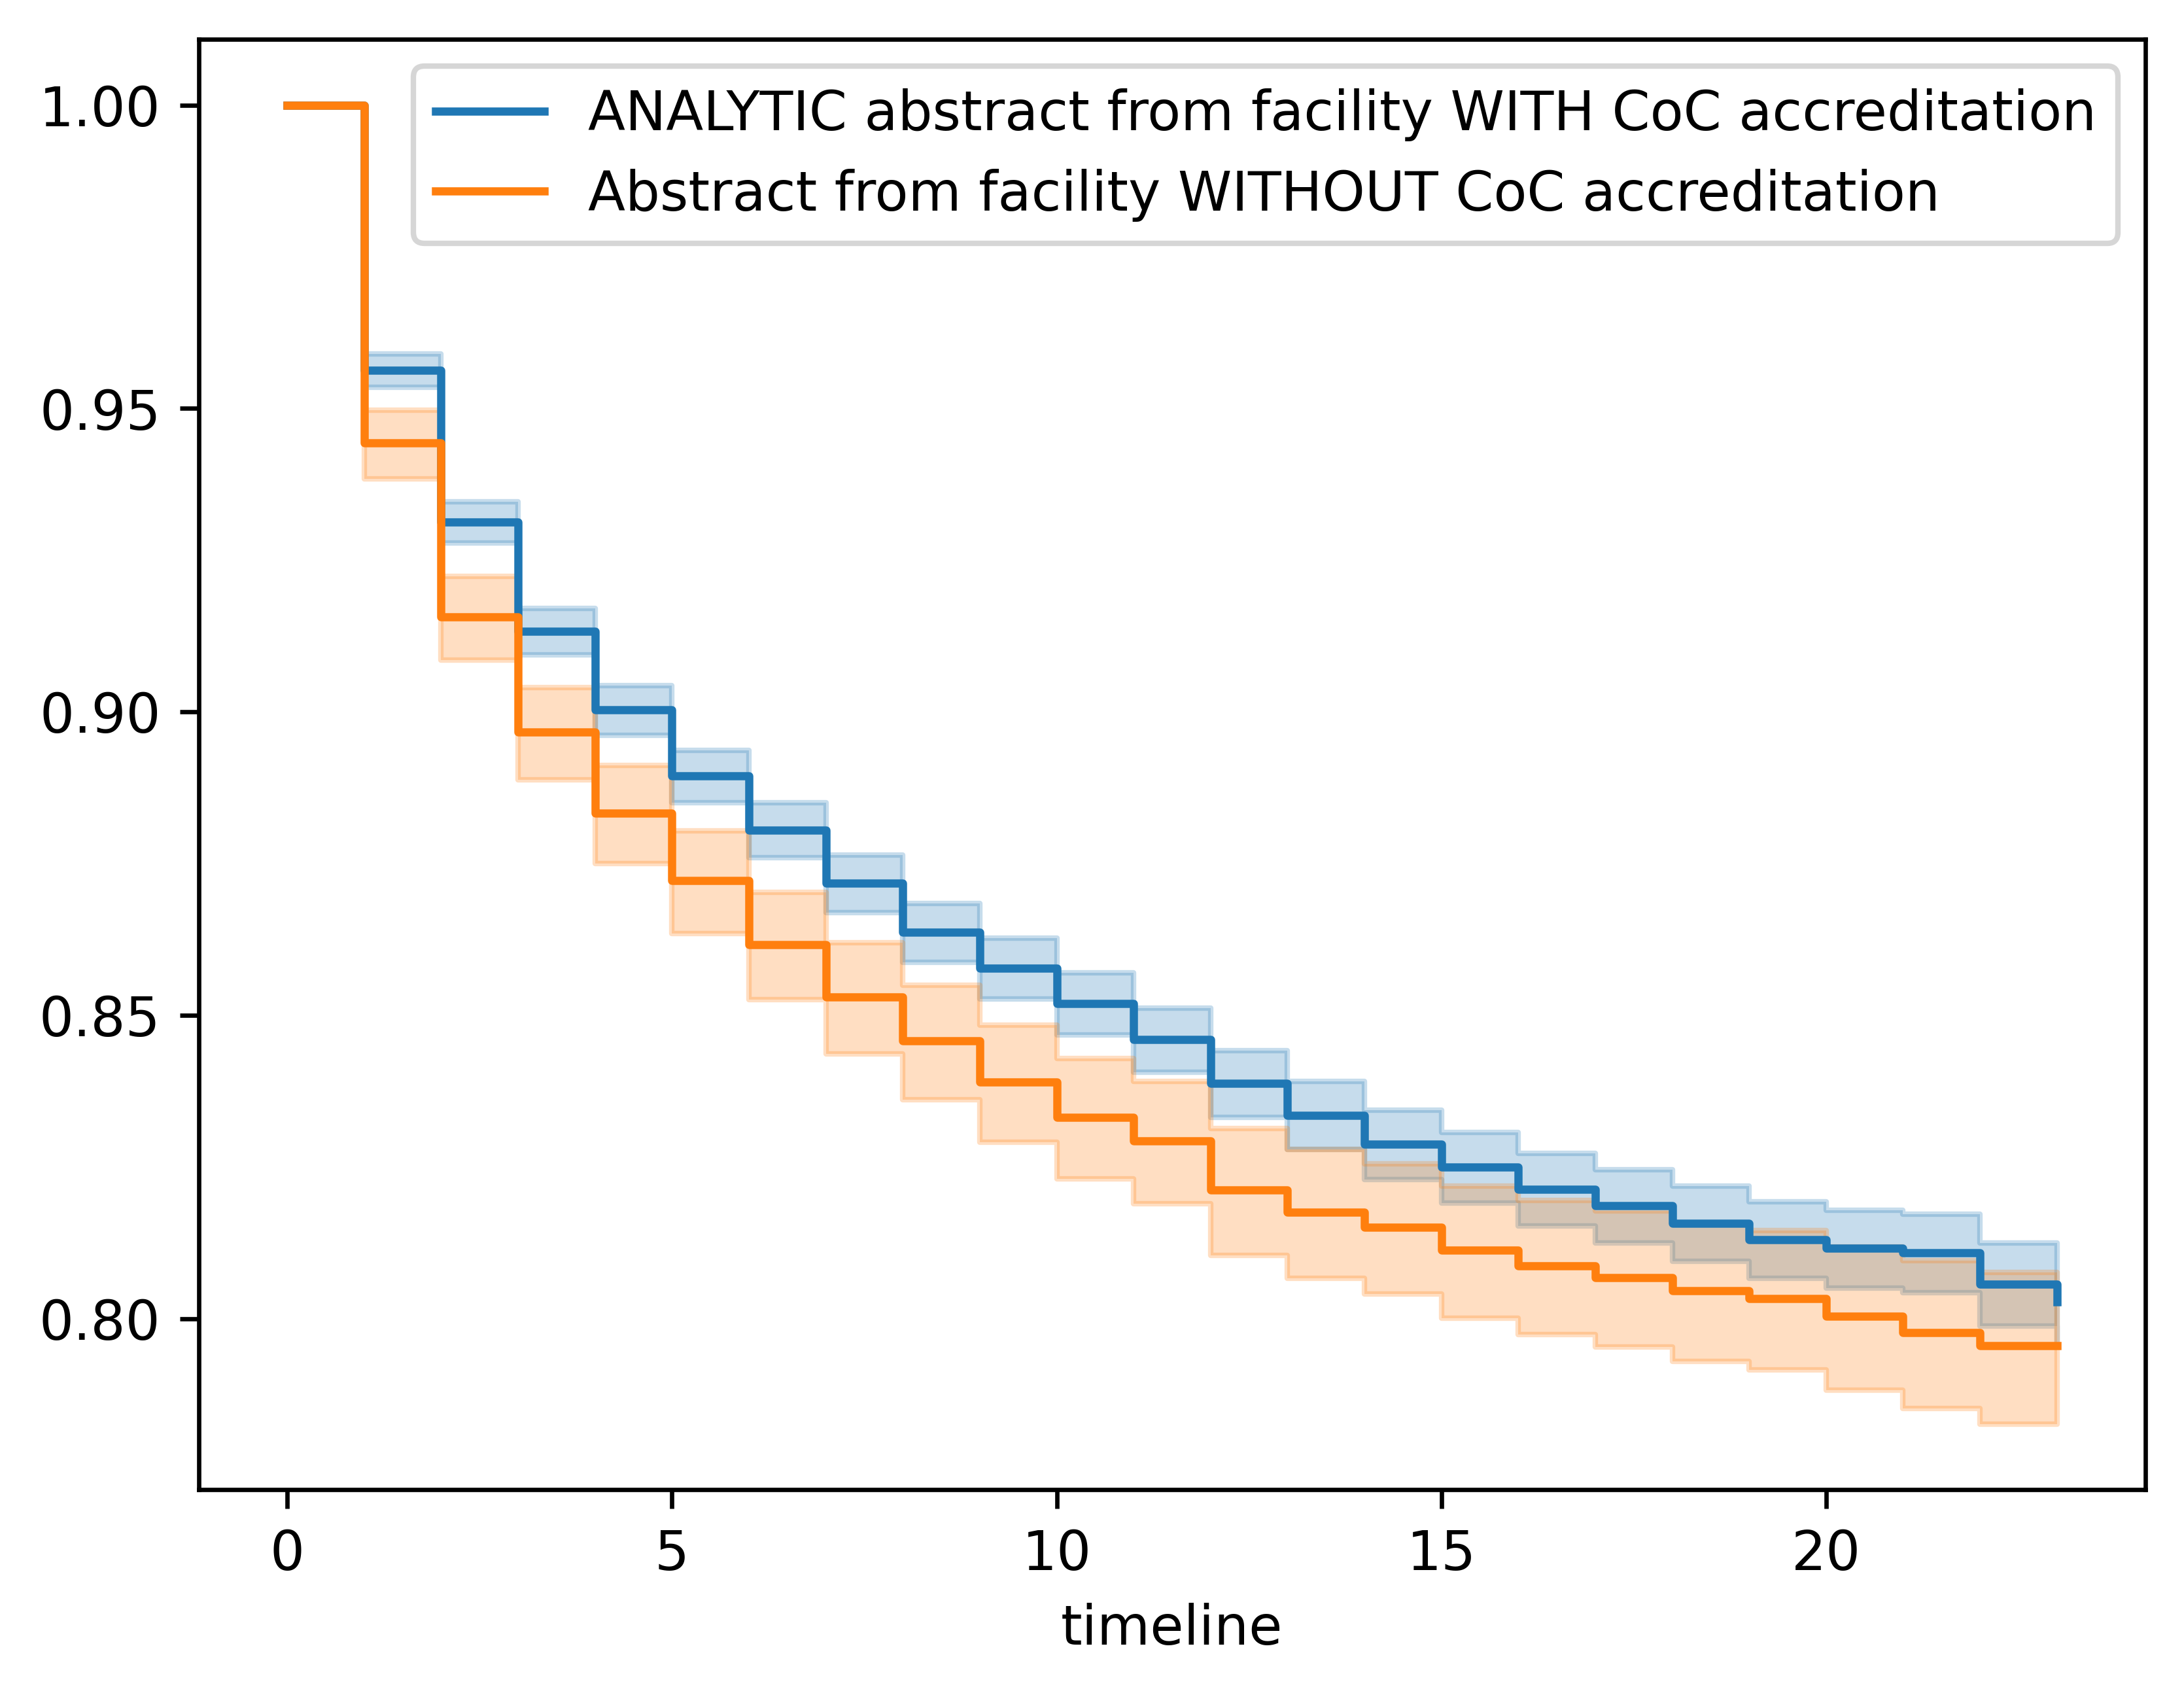 ANALYTIC abstract from facility WITH CoC accreditation
Abstract from facility WITHOUT CoC accreditation
1.00
0.95
0.90
0.85
0.80
0 5 10 15 20
timeline